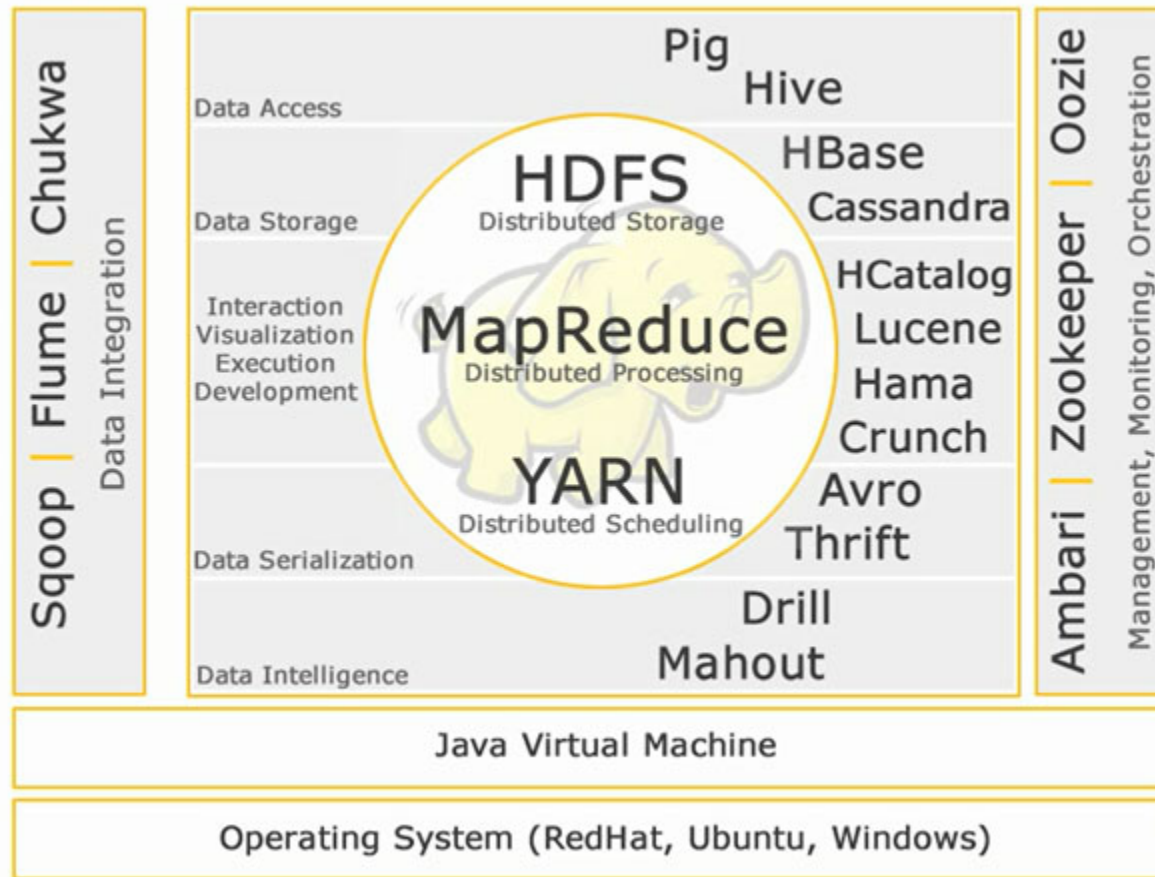 Sqoop | Flume | Chukwa
Data Integration
Pig
Hive
Data Access
HDFS
Distributed Storage
HBase
Cassandra
Data Storage
Interaction
Visualization
Execution
Development
MapReduce
Distributed Processing
HCatalog
Lucene
Hama
Crunch
YARN
Distributed Scheduling
Avro
Thrift
Data Serialization
Drill
Mahout
Data Intelligence
Ambari | Zookeeper | Oozie
Management, Monitoring, Orchestration
Java Virtual Machine
Operating System (RedHat, Ubuntu, Windows)